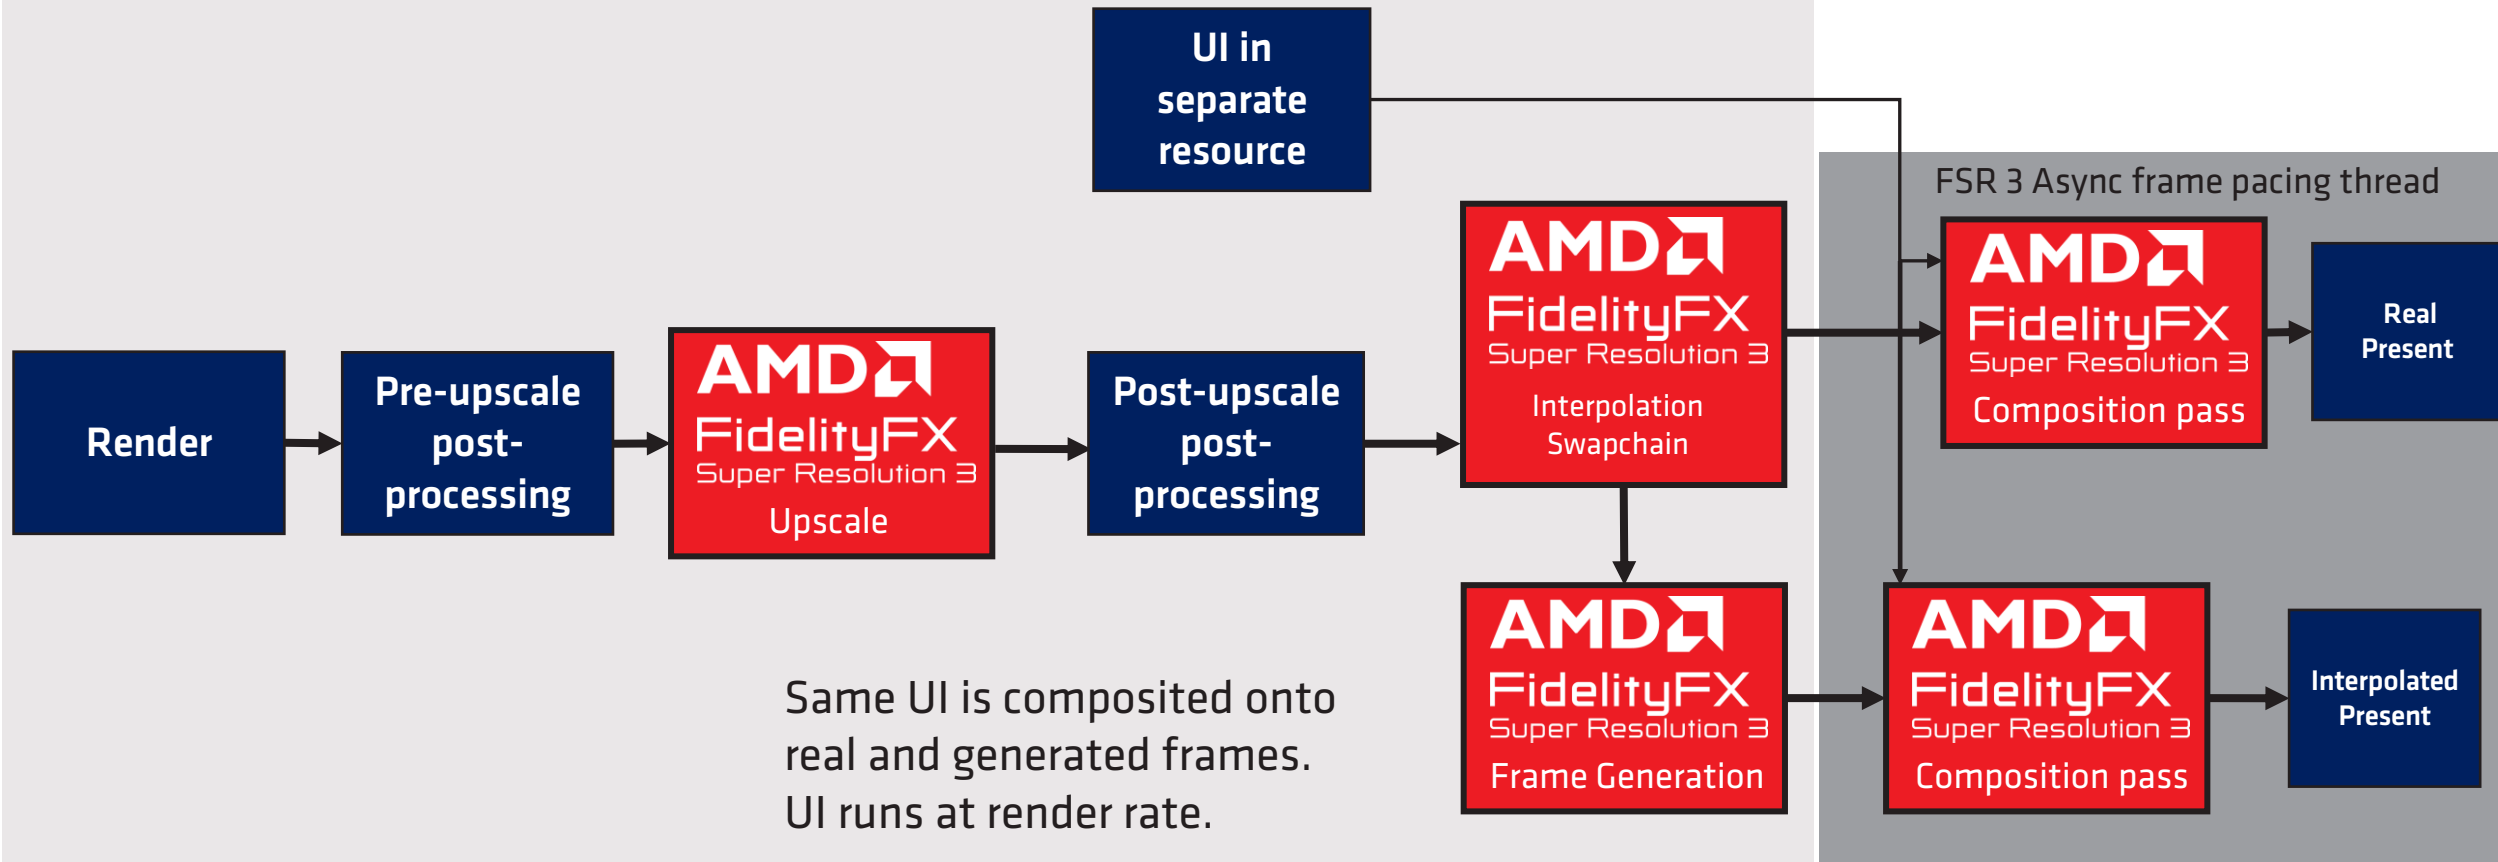 UI in
separate
resource
FSR 3 Async frame pacing thread
Render
Pre-upscale
post-
processing
AMD
FidelityFX
Super Resolution 3
Upscale
Post-upscale
post-
processing
AMD
FidelityFX
Super Resolution 3
Interpolation
Swapchain
AMD
FidelityFX
Super Resolution 3
Composition pass
Real
Present
AMD
FidelityFX
Super Resolution 3
Frame Generation
AMD
FidelityFX
Super Resolution 3
Composition pass
Interpolated
Present
Same UI is composited onto
real and generated frames.
UI runs at render rate.